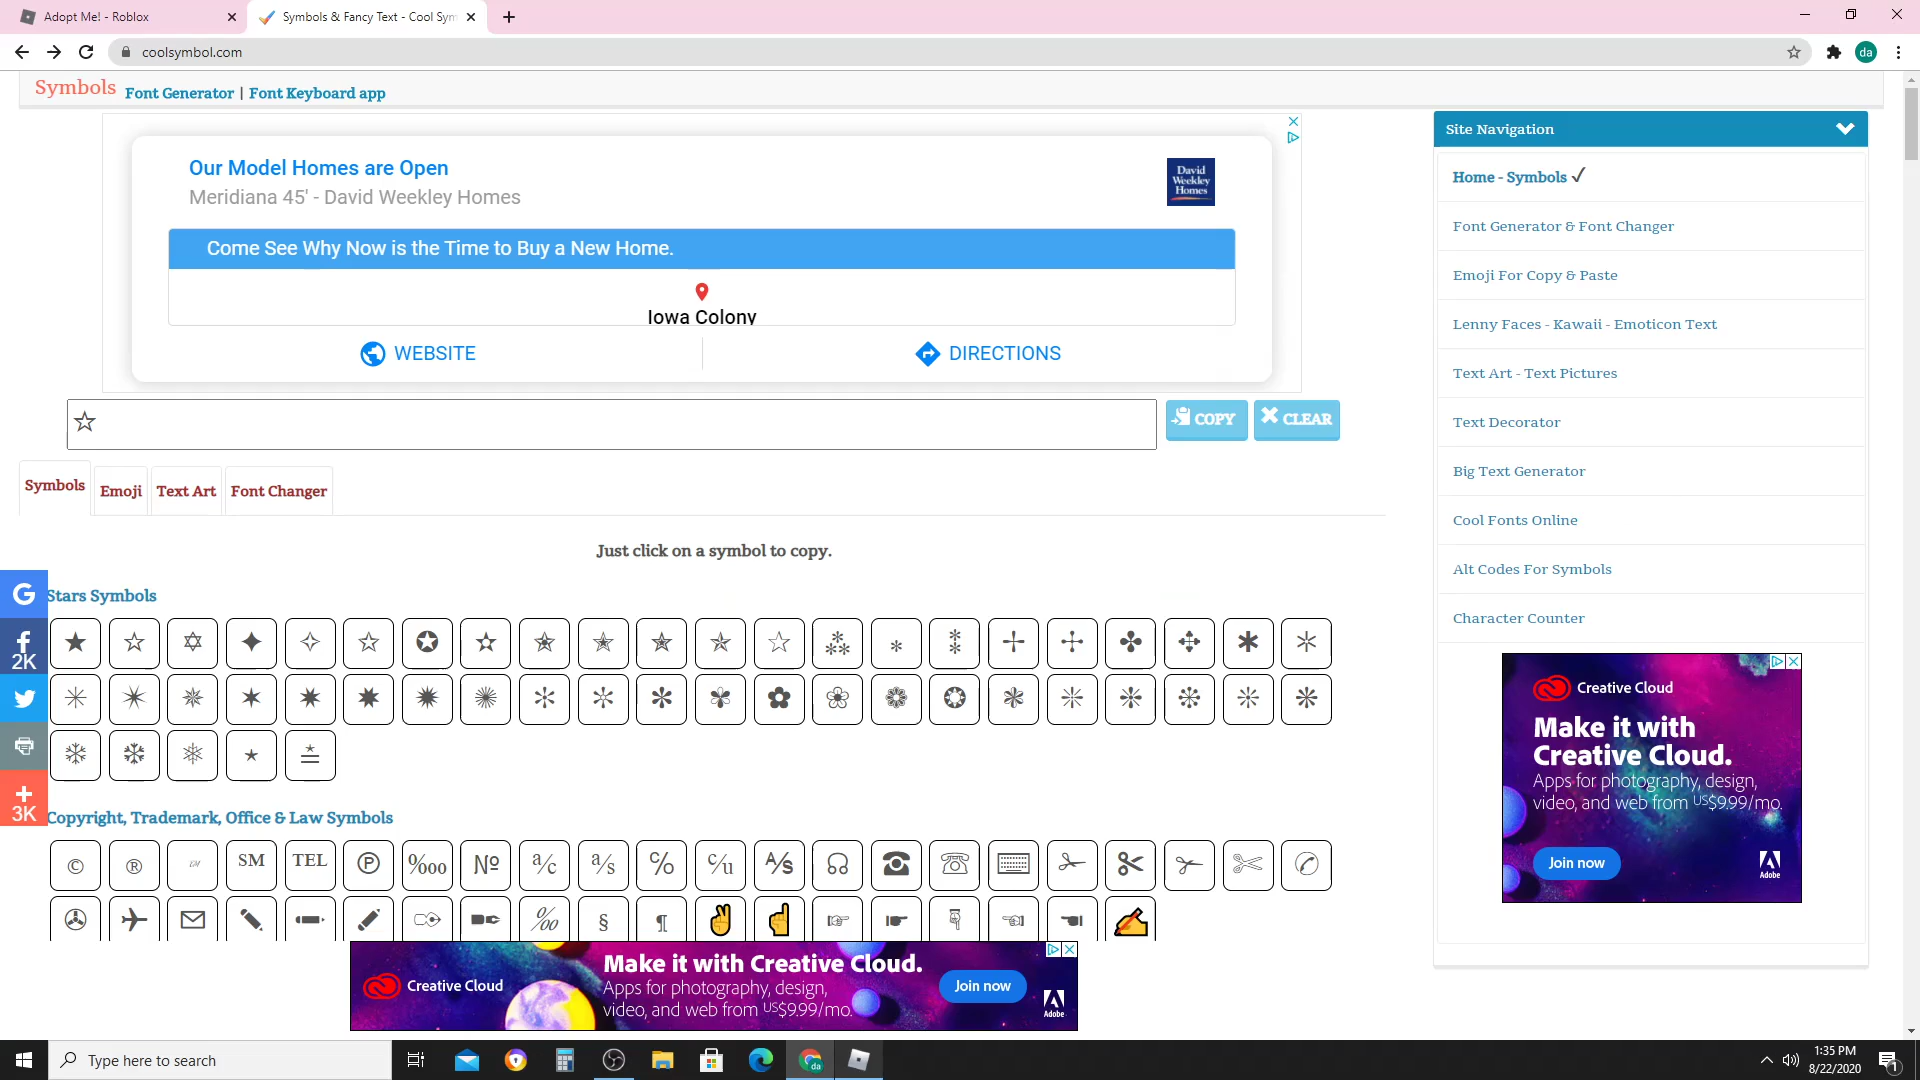 Adopt Me! - Roblox
Symbols & Fancy Text - Cool Sym
coolsymbol.com
da
Symbols Font Generator | Font Keyboard app
Our Model Homes are Open
Meridiana 45' - David Weekley Homes
David
Weekley
Homes
Come See Why Now is the Time to Buy a New Home.
Iowa Colony
WEBSITE
DIRECTIONS
☆
COPY
CLEAR
Symbols
Emoji
Text Art
Font Changer
Just click on a symbol to copy.
Stars Symbols
Copyright, Trademark, Office & Law Symbols
© ® SM TEL ℗ %000 № a/c a/s c/o c/u A/S
‰ § ¶
2K
3K
Site Navigation
Home - Symbols ✓
Font Generator & Font Changer
Emoji For Copy & Paste
Lenny Faces - Kawaii - Emoticon Text
Text Art - Text Pictures
Text Decorator
Big Text Generator
Cool Fonts Online
Alt Codes For Symbols
Character Counter
Creative Cloud
Make it with
Creative Cloud.
Apps for photography, design,
video, and web from US$9.99/mo.
Join now
Adobe
Creative Cloud
Make it with Creative Cloud.
Apps for photography, design,
video, and web from US$9.99/mo.
Join now
Adobe
Type here to search
da
1:35 PM
8/22/2020
1